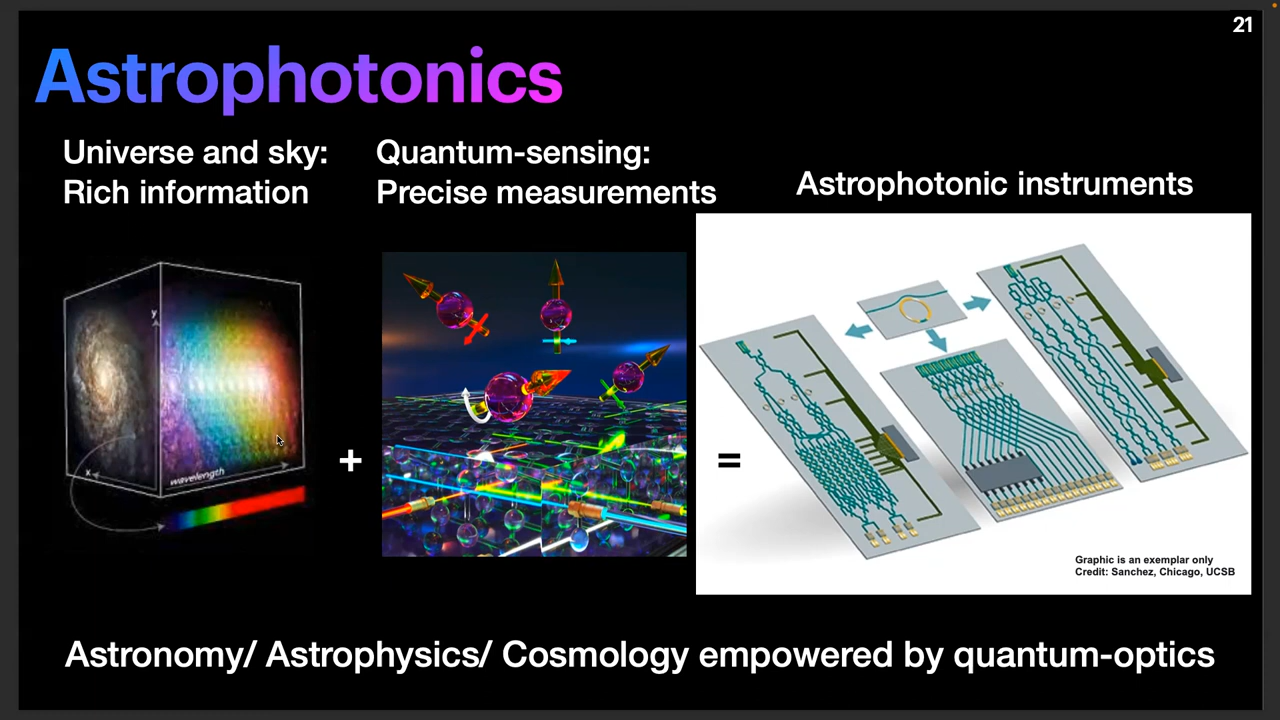 21
Astrophotonics
Universe and sky:
Rich information
Quantum-sensing:
Precise measurements
Astrophotonic instruments
y
x
wavelength
+
=
Graphic is an exemplar only
Credit: Sanchez, Chicago, UCSB
Astronomy/ Astrophysics/ Cosmology empowered by quantum-optics